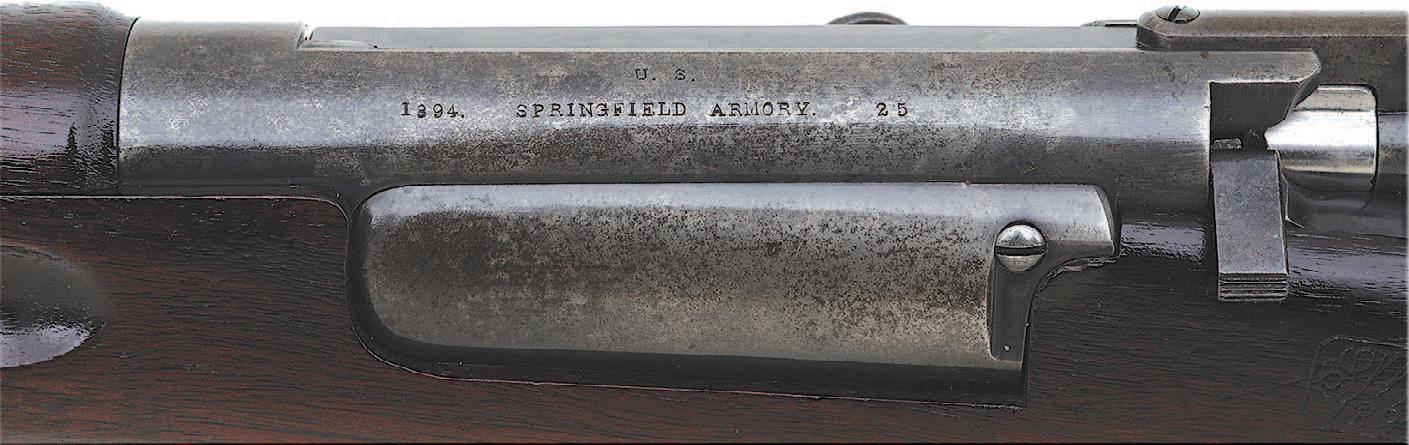 U. S.
1894. SPRINGFIELD ARMORY. 25